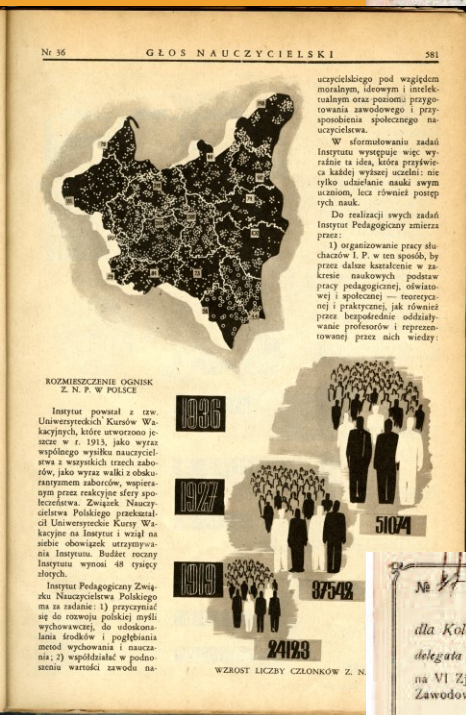 Nr 36
GŁOS NAUCZYCIELSKI
581
uczycielskiego pod względem
moralnym, ideowym i intelek-
tualnym oraz poziomu przygo-
towania zawodowego i przy-
sposobienia społecznego na-
uczycielstwa.
W sformułowaniu zadań
Instytutu występuje więc wy-
raźnie ta idea, która przyświe-
ca każdej wyższej uczelni: nie
tylko udzielanie nauki swym
uczniom, lecz również postęp
tych nauk.
Do realizacji swych zadań
Instytut Pedagogiczny zmierza
przez:
1) organizowanie pracy słu-
chaczów I. P. w ten sposób, by
przez dalsze kształcenie w za-
kresie naukowych podstaw
pracy pedagogicznej, oświato-
wej i społecznej — teoretycz-
nej i praktycznej, jak również
przez bezpośrednie oddziały-
wanie profesorów i reprezen-
towanej przez nich wiedzy:
ROZMIESZCZENIE OGNISK
Z. N. P. W POLSCE
Instytut powstał z tzw.
Uniwersyteckich Kursów Wa-
kacyjnych, które utworzono je-
szcze w r. 1913, jako wyraz
wspólnego wysiłku nauczyciel-
stwa z wszystkich trzech zabo-
rów, jako wyraz walki z obsku-
rantyzmem zaborców, wspiera-
nym przez reakcyjne sfery spo-
łeczeństwa. Związek Nauczy-
cielstwa Polskiego przekształ-
cił Uniwersyteckie Kursy Wa-
kacyjne na Instytut i wziął na
siebie obowiązek utrzymywa-
nia Instytutu. Budżet roczny
Instytutu wynosi 48 tysięcy
złotych.
Instytut Pedagogiczny Zwią-
zku Nauczycielstwa Polskiego
ma za zadanie: 1) przyczyniać
się do rozwoju polskiej myśli
wychowawczej, do udoskona-
lania środków i pogłębiania
metod wychowania i naucza-
nia; 2) współdziałać w podno-
szeniu wartości zawodu na-
1936
51074
1927
37542
1919
24123
WZROST LICZBY CZŁONKÓW Z. N.
№
dla Kol
delegata
na VI Zj
Zawodow